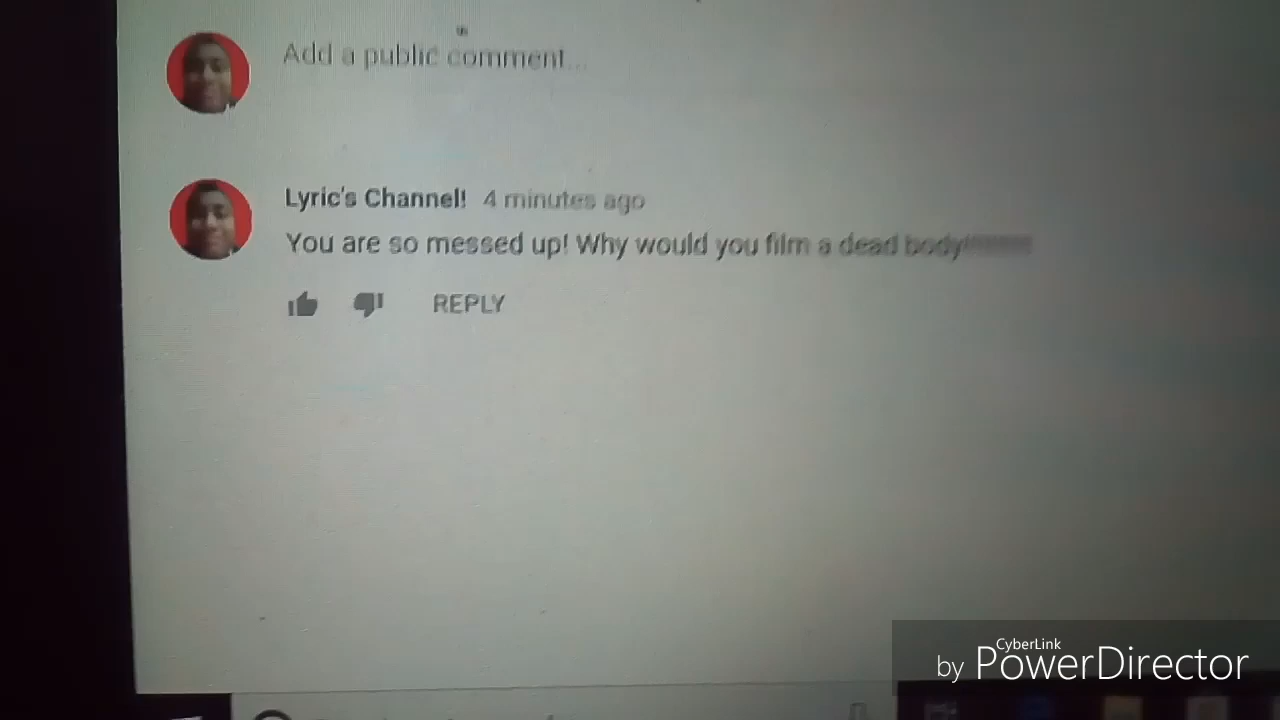 Add a public comment...
Lyric's Channel! 4 minutes ago
You are so messed up! Why would you film a dead body!!!!!!!!!!!
REPLY
CyberLink
by PowerDirector